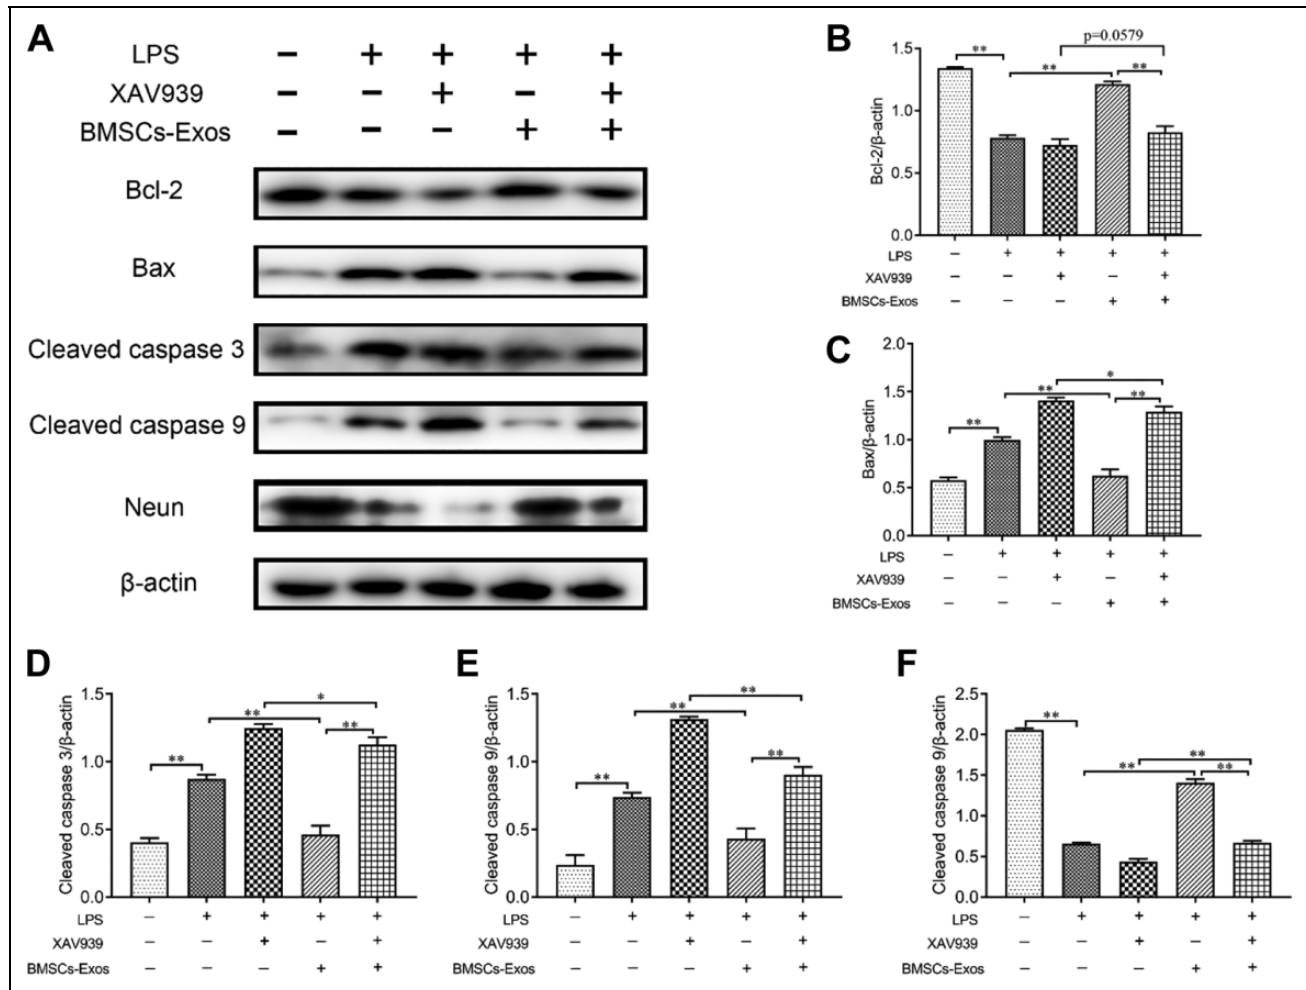 A
LPS − + + + +
XAV939 − − + − +
BMSCs-Exos − − − + +
Bcl-2
Bax
Cleaved caspase 3
Cleaved caspase 9
Neun
β-actin
B
Bcl-2/β-actin
1.5
1.0
0.5
0.0
**
**
**
p=0.0579
LPS − + + + +
XAV939 − − + − +
BMSCs-Exos − − − + +
C
Bax/β-actin
2.0
1.5
1.0
0.5
0.0
**
**
*
**
LPS − + + + +
XAV939 − − + − +
BMSCs-Exos − − − + +
D
Cleaved caspase 3/β-actin
1.5
1.0
0.5
0.0
**
**
*
**
LPS − + + + +
XAV939 − − + − +
BMSCs-Exos − − − + +
E
Cleaved caspase 9/β-actin
1.5
1.0
0.5
0.0
**
**
**
**
LPS − + + + +
XAV939 − − + − +
BMSCs-Exos − − − + +
F
Cleaved caspase 9/β-actin
2.5
2.0
1.5
1.0
0.5
0.0
**
**
**
**
LPS − + + + +
XAV939 − − + − +
BMSCs-Exos − − − + +